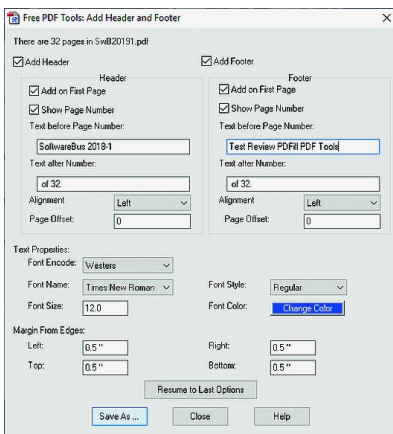 Free PDF Tools: Add Header and Footer
There are 32 pages in SwB20191.pdf
Add Header
Add Footer
Header
Add on First Page
Show Page Number
Text before Page Number:
SoftwareBus 2018-1
Text after Number:
of 32.
Alignment Left
Page Offset: 0
Footer
Add on First Page
Show Page Number
Text before Page Number:
Test Review PDFill PDF Tools
Text after Number:
of 32.
Alignment Left
Page Offset: 0
Text Properties:
Font Encode: Western
Font Name: Times New Roman Font Style: Regular
Font Size: 12.0 Font Color: Change Color
Margin From Edges:
Left: 0.5 " Right: 0.5 "
Top: 0.5 " Bottom: 0.5 "
Resume to Last Options
Save As ... Close Help